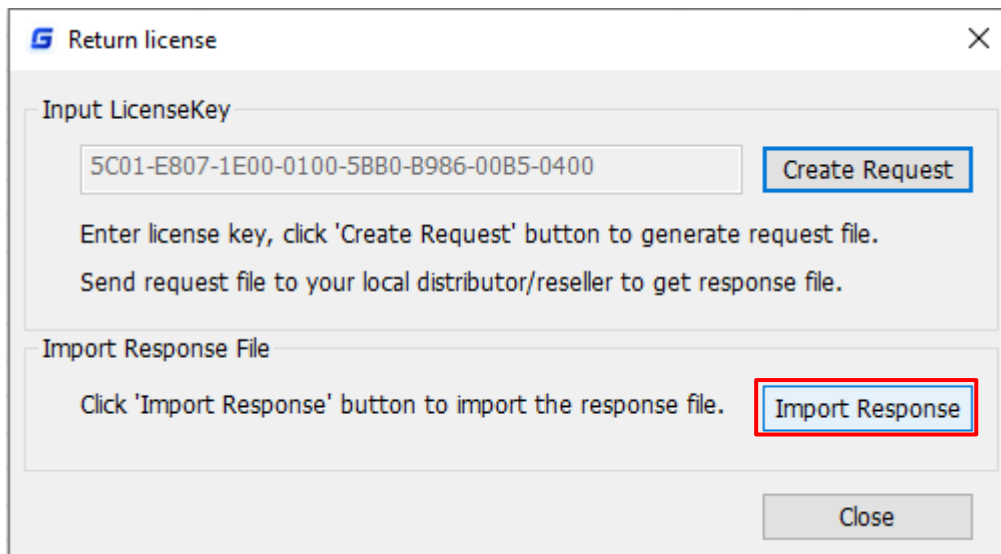 Return license
Input LicenseKey
5C01-E807-1E00-0100-5BB0-B986-00B5-0400
Create Request
Enter license key, click 'Create Request' button to generate request file.
Send request file to your local distributor/reseller to get response file.
Import Response File
Click 'Import Response' button to import the response file.
Import Response
Close